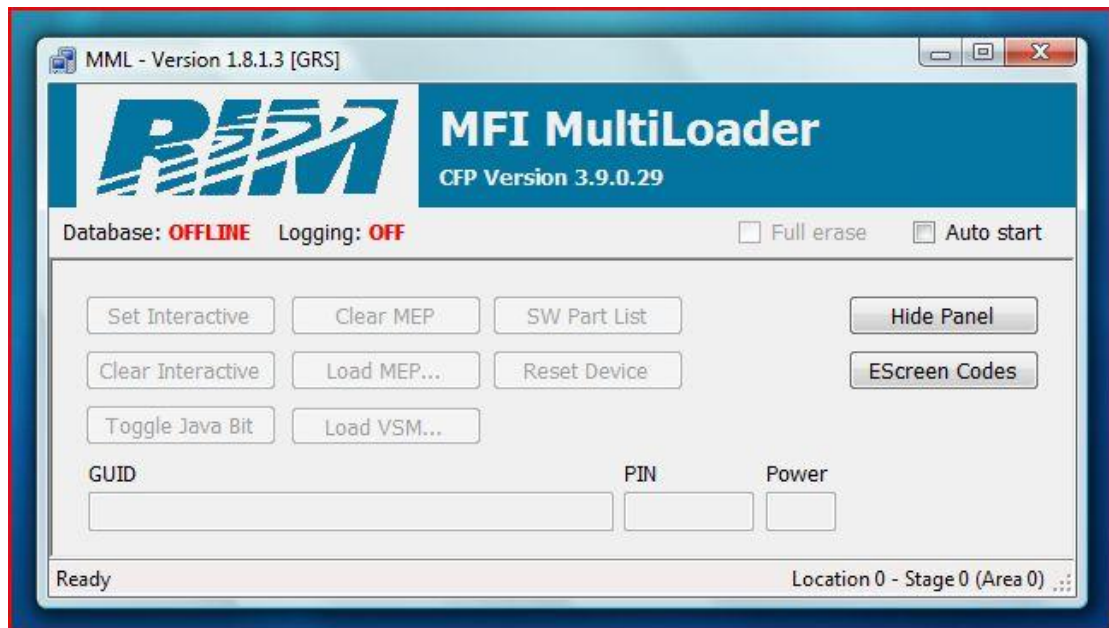 MML - Version 1.8.1.3 [GRS]
RIM
MFI MultiLoader
CFP Version 3.9.0.29
Database: OFFLINE Logging: OFF Full erase Auto start
Set Interactive Clear MEP SW Part List Hide Panel
Clear Interactive Load MEP... Reset Device EScreen Codes
Toggle Java Bit Load VSM...
GUID PIN Power
Ready Location 0 - Stage 0 (Area 0)